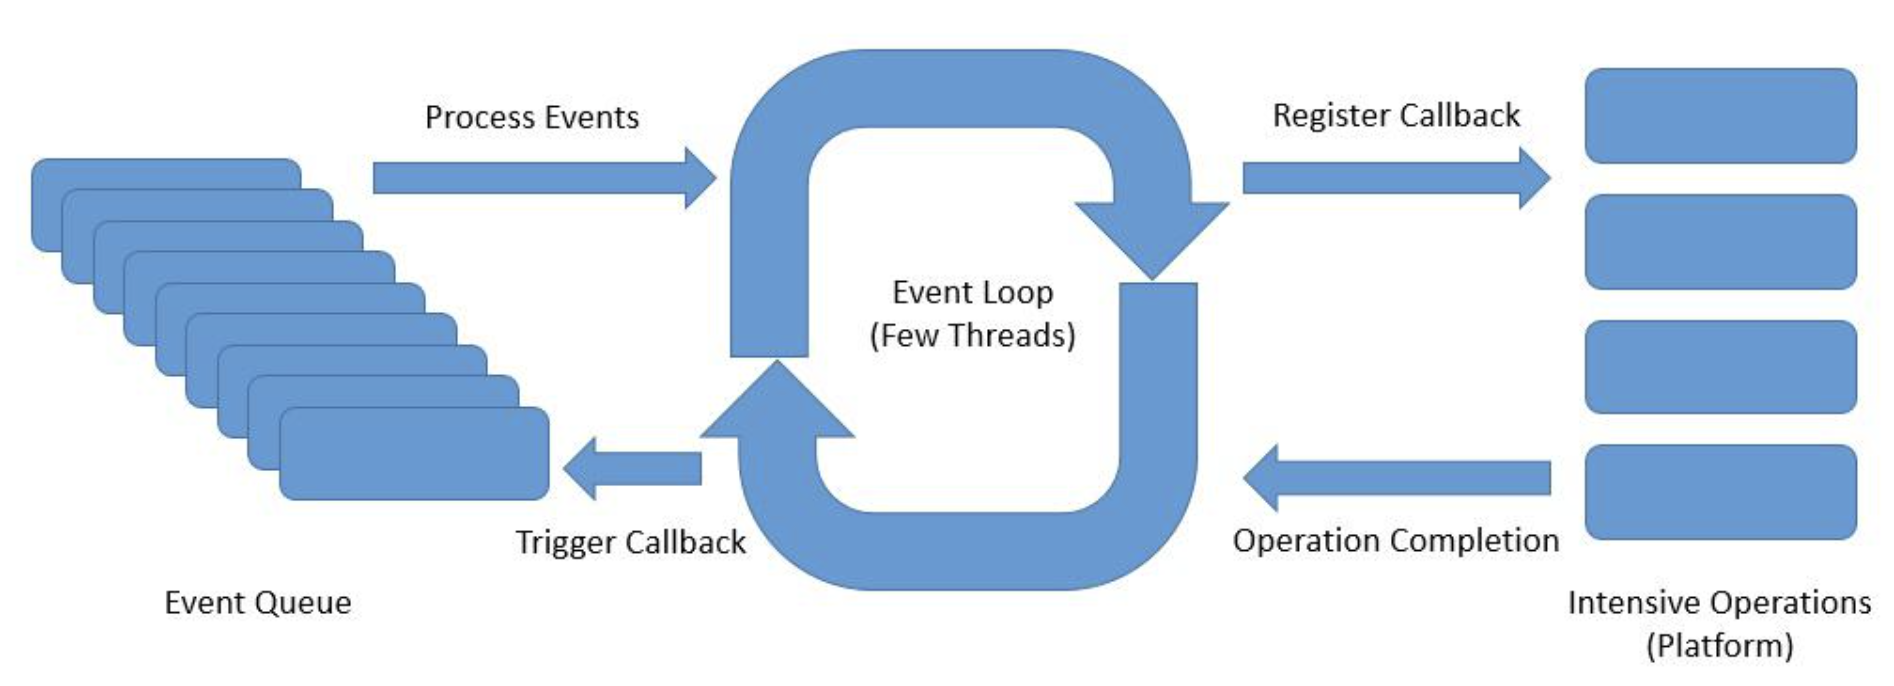 Process Events
Register Callback
Event Loop
(Few Threads)
Trigger Callback
Operation Completion
Event Queue
Intensive Operations
(Platform)